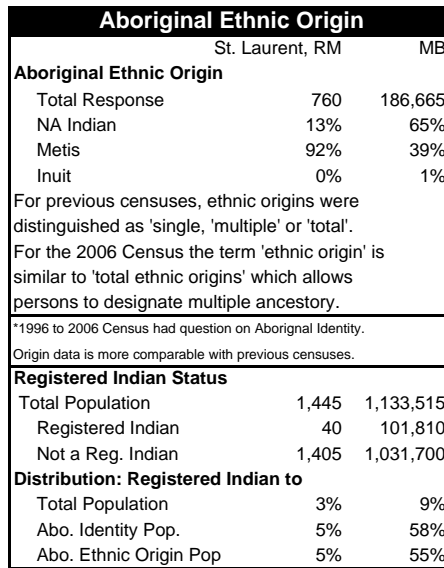 Aboriginal Ethnic Origin
St. Laurent, RM MB
Aboriginal Ethnic Origin
Total Response 760 186,665
NA Indian 13% 65%
Metis 92% 39%
Inuit 0% 1%
For previous censuses, ethnic origins were
distinguished as 'single, 'multiple' or 'total'.
For the 2006 Census the term 'ethnic origin' is
similar to 'total ethnic origins' which allows
persons to designate multiple ancestory.
*1996 to 2006 Census had question on Aborignal Identity.
Origin data is more comparable with previous censuses.
Registered Indian Status
Total Population 1,445 1,133,515
Registered Indian 40 101,810
Not a Reg. Indian 1,405 1,031,700
Distribution: Registered Indian to
Total Population 3% 9%
Abo. Identity Pop. 5% 58%
Abo. Ethnic Origin Pop 5% 55%